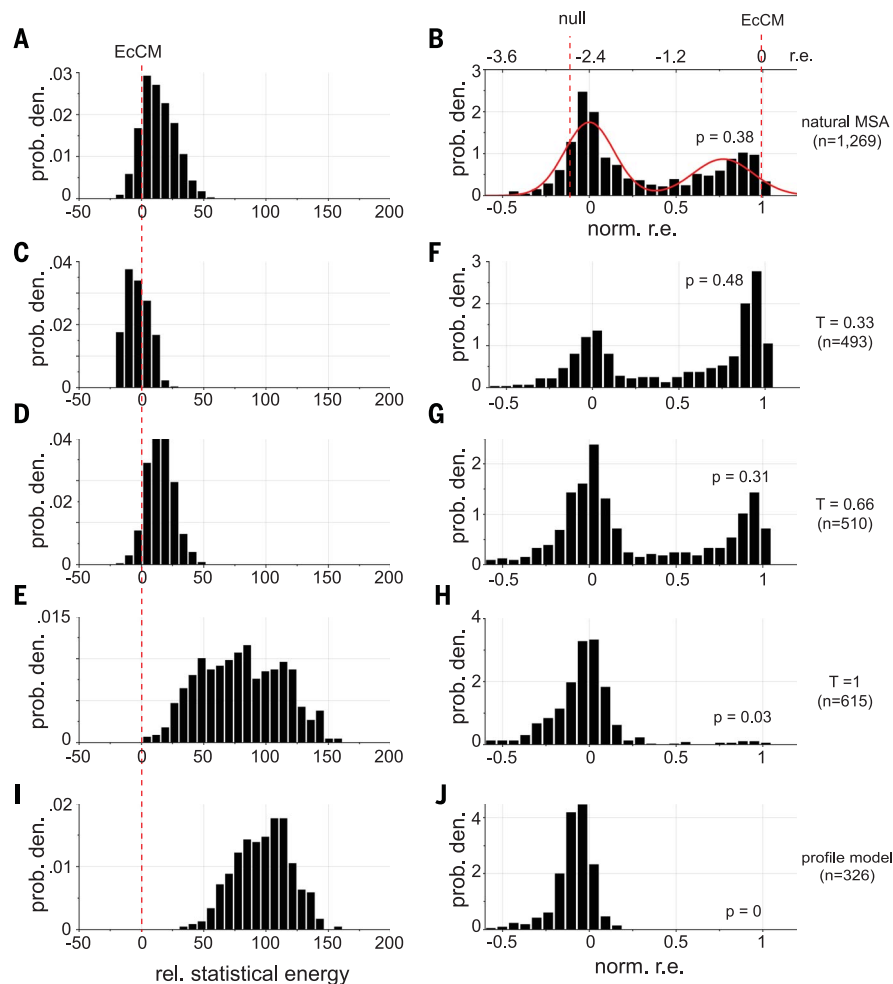 A
EcCM
prob. den.
.03
.02
.01
0
-50 0 50 100 150 200
B
null
EcCM
-3.6 -2.4 -1.2 0 r.e.
prob. den.
3
2
1
0
p = 0.38
-0.5 0 0.5 1
norm. r.e.
natural MSA
(n=1,269)
C
prob. den.
.04
.02
0
-50 0 50 100 150 200
F
prob. den.
3
2
1
0
p = 0.48
-0.5 0 0.5 1
T = 0.33
(n=493)
D
prob. den.
.04
.02
0
-50 0 50 100 150 200
G
prob. den.
2
1
0
p = 0.31
-0.5 0 0.5 1
T = 0.66
(n=510)
E
prob. den.
.015
0
-50 0 50 100 150 200
H
prob. den.
4
2
0
p = 0.03
-0.5 0 0.5 1
T =1
(n=615)
I
prob. den.
.02
.01
0
-50 0 50 100 150 200
rel. statistical energy
J
prob. den.
4
2
0
p = 0
-0.5 0 0.5 1
norm. r.e.
profile model
(n=326)